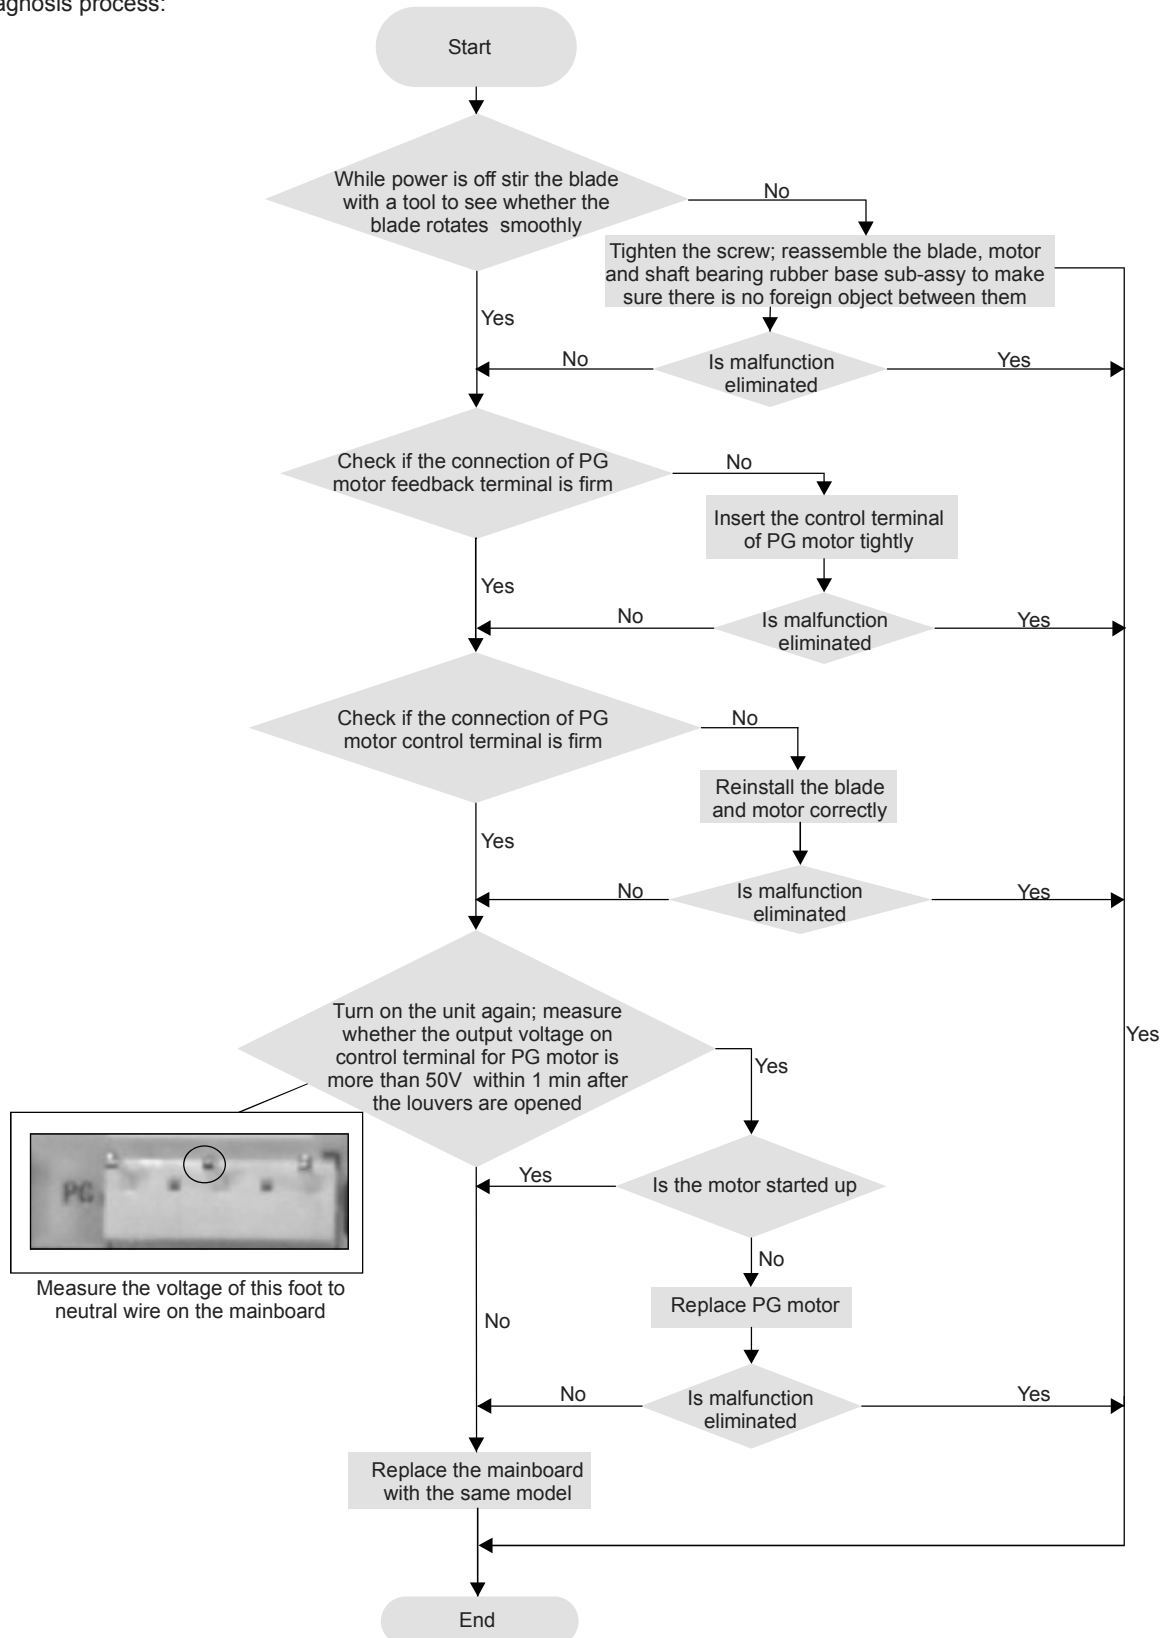 agnosis process:
Start
While power is off stir the blade
with a tool to see whether the
blade rotates smoothly
No
Tighten the screw; reassemble the blade, motor
and shaft bearing rubber base sub-assy to make
sure there is no foreign object between them
Yes
No
Is malfunction
eliminated
Yes
Check if the connection of PG
motor feedback terminal is firm
No
Insert the control terminal
of PG motor tightly
Yes
No
Is malfunction
eliminated
Yes
Check if the connection of PG
motor control terminal is firm
No
Reinstall the blade
and motor correctly
Yes
No
Is malfunction
eliminated
Yes
Turn on the unit again; measure
whether the output voltage on
control terminal for PG motor is
more than 50V within 1 min after
the louvers are opened
Yes
Yes
PG
Measure the voltage of this foot to
neutral wire on the mainboard
Yes
Is the motor started up
No
Replace PG motor
No
No
Is malfunction
eliminated
Yes
Replace the mainboard
with the same model
End